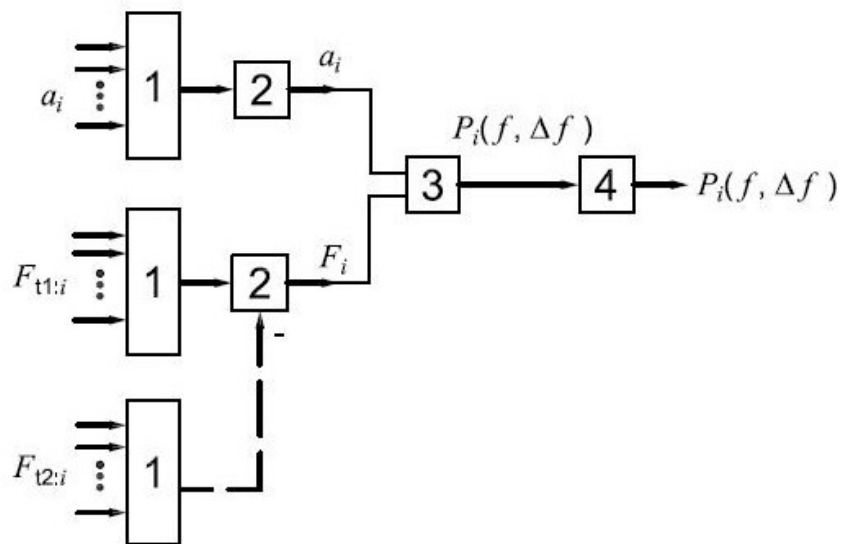 a_i
1
2
a_i
P_i(f, Δf)
3
4
P_i(f, Δf)
F_t1:i
1
2
F_i
-
F_t2:i
1